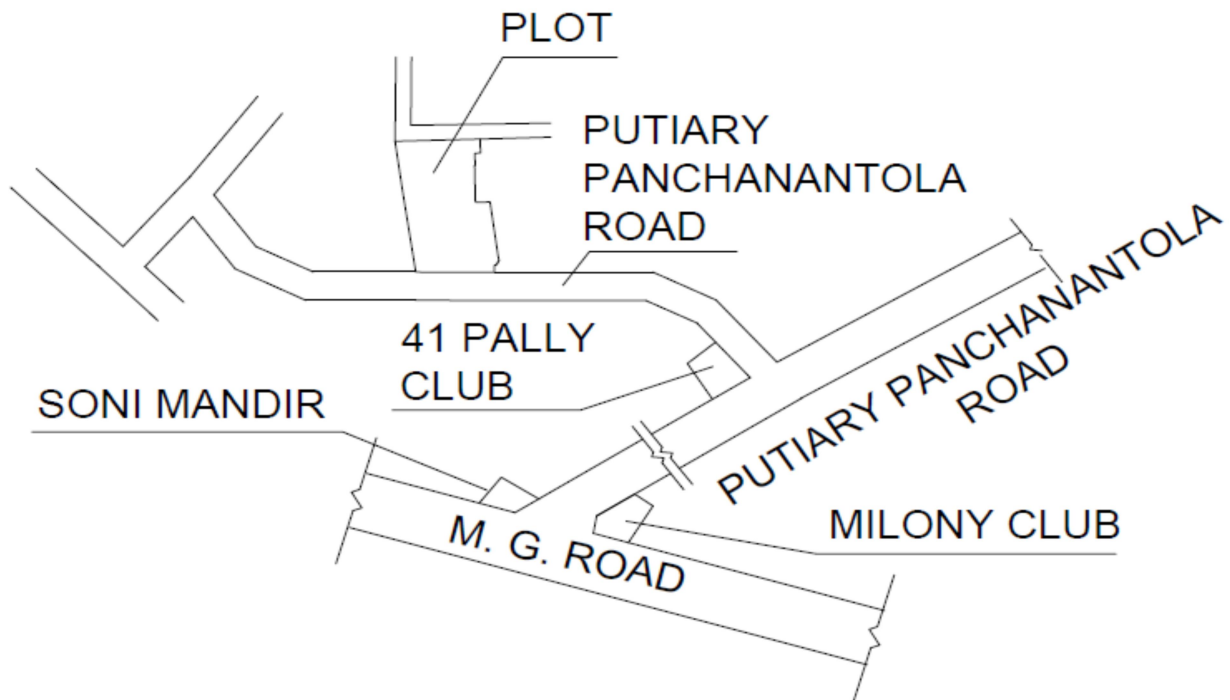 PLOT
PUTIARY
PANCHANANTOLA
ROAD
PUTIARY PANCHANANTOLA
ROAD
41 PALLY
CLUB
SONI MANDIR
MILONY CLUB
M. G. ROAD